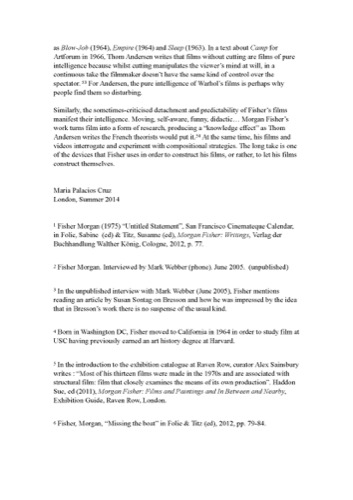 as Blow-Job (1964), Empire (1964) and Sleep (1963). In a text about Camp for
Artforum in 1966, Thom Andersen writes that films without cutting are films of pure
intelligence because whilst cutting manipulates the viewer's mind at will, in a
continuous take the filmmaker doesn't have the same kind of control over the
spectator. For Andersen, the pure intelligence of Warhol's films is perhaps why
people find them so disturbing.
Similarly, the sometimes-criticised detachment and predictability of Fisher's films
manifest their intelligence. Moving, self-aware, funny, didactic… Morgan Fisher's
work turns film into a form of research, producing a "knowledge effect" as Thom
Andersen writes the French theorists would put it. At the same time, his films and
videos interrogate and experiment with compositional strategies. The long take is one
of the devices that Fisher uses in order to construct his films, or rather, to let his films
construct themselves.
Maria Palacios Cruz
London, Summer 2014
1 Fisher Morgan (1975) "Untitled Statement", San Francisco Cinemateque Calendar,
in Folie, Sabine (ed) & Titz, Susanne (ed), Morgan Fisher: Writings, Verlag der
Buchhandlung Walther König, Cologne, 2012, p. 77.
2 Fisher Morgan. Interviewed by Mark Webber (phone). June 2005. (unpublished)
3 In the unpublished interview with Mark Webber (June 2005), Fisher mentions
reading an article by Susan Sontag on Bresson and how he was impressed by the idea
that in Bresson's work there is no suspense of the usual kind.
4 Born in Washington DC, Fisher moved to California in 1964 in order to study film at
USC having previously earned an art history degree at Harvard.
5 In the introduction to the exhibition catalogue at Raven Row, curator Alex Sainsbury
writes : "Most of his thirteen films were made in the 1970s and are associated with
structural film: film that closely examines the means of its own production". Haddon
Sue, ed (2011), Morgan Fisher: Films and Paintings and In Between and Nearby,
Exhibition Guide, Raven Row, London.
6 Fisher, Morgan, "Missing the boat" in Folie & Titz (ed), 2012, pp. 79-84.